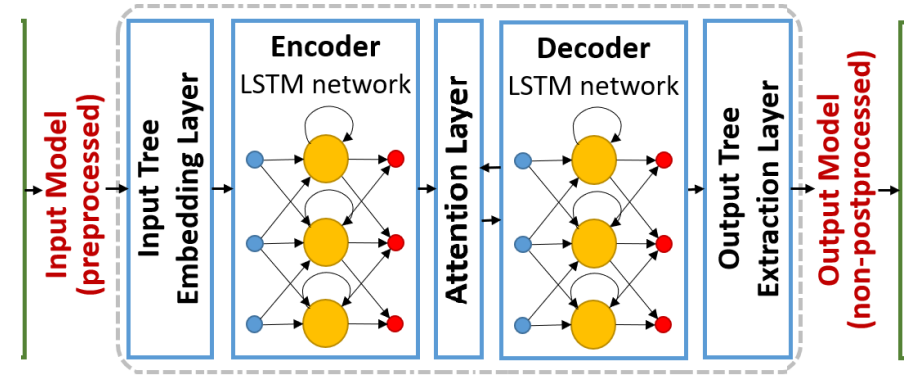 Input Model
(preprocessed)
Input Tree
Embedding Layer
Encoder
LSTM network
Attention Layer
Decoder
LSTM network
Output Tree
Extraction Layer
Output Model
(non-postprocessed)